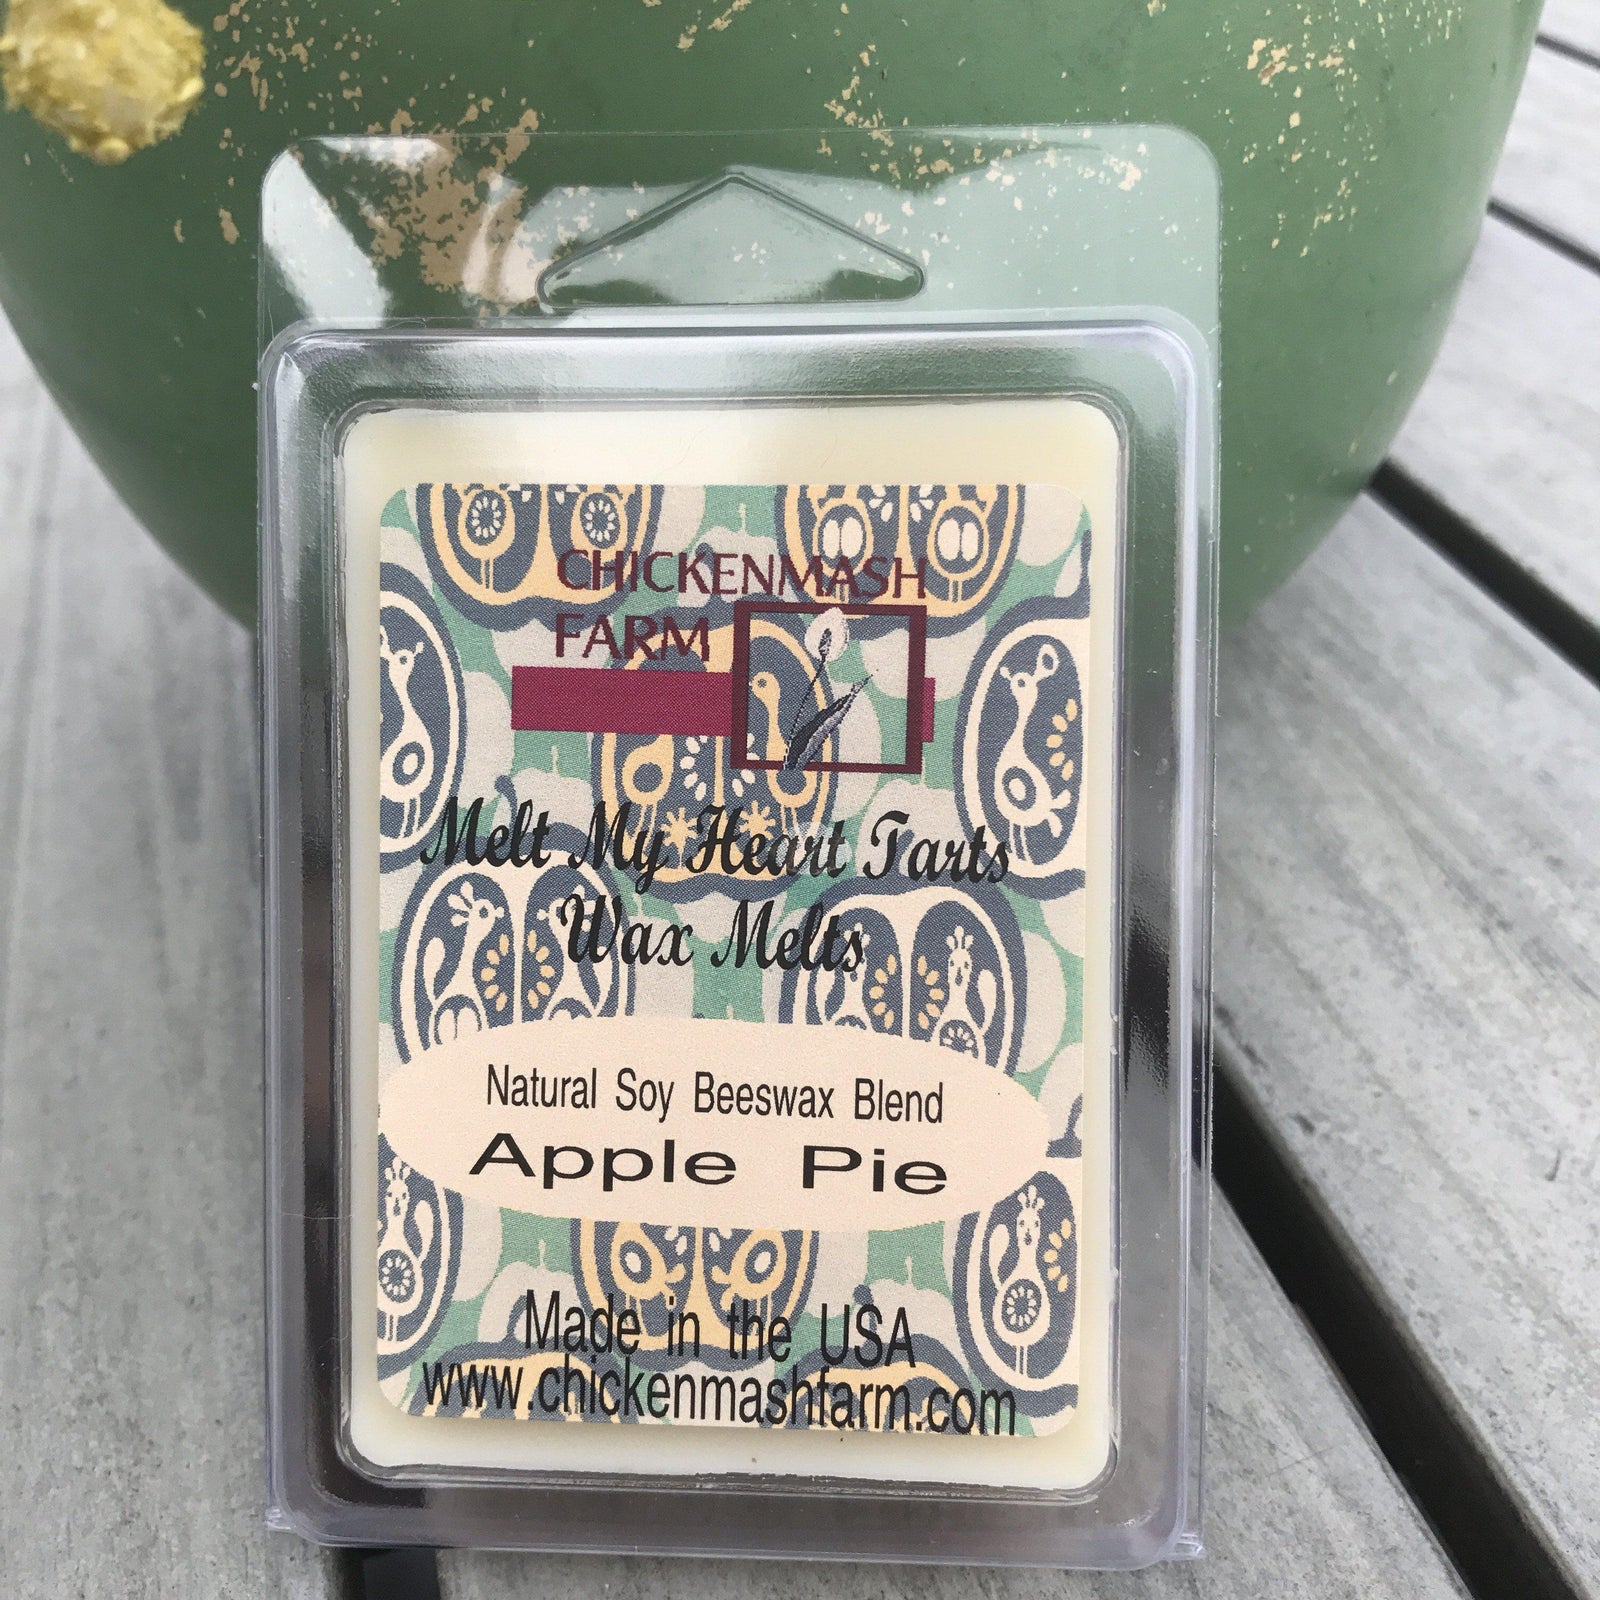 CHICKENMASH
FARM
Melt My Heart Tarts
Wax Melts
Natural Soy Beeswax Blend
Apple Pie
Made in the USA
www.chickenmashfarm.com